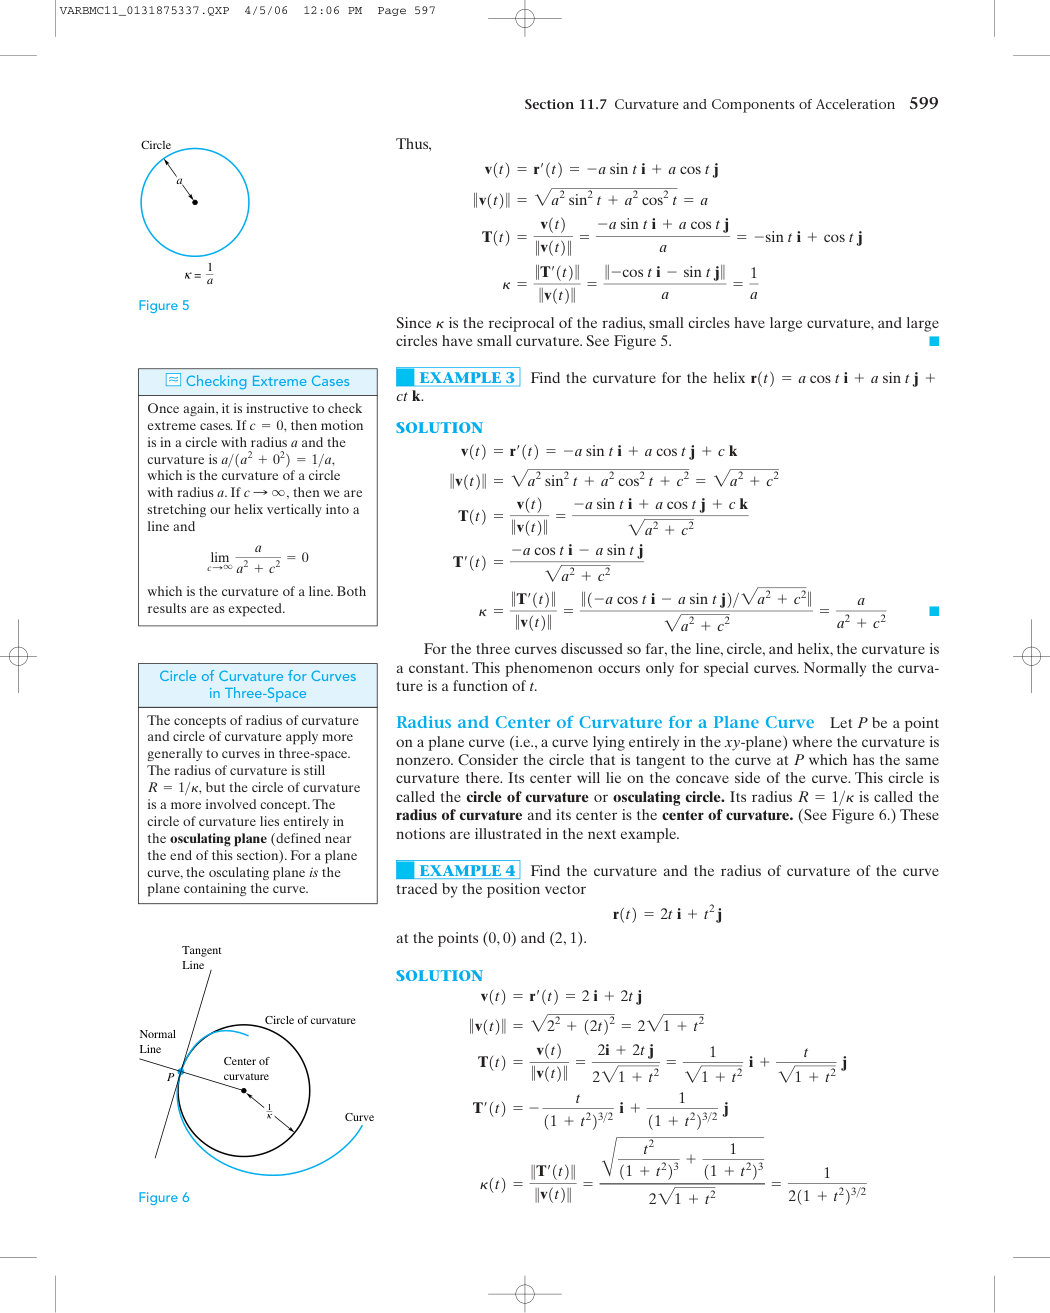 VARBMC11_0131875337.QXP 4/5/06 12:06 PM Page 597
Section 11.7 Curvature and Components of Acceleration 599
Circle
a
κ = 1/a
Figure 5
Thus,
v(t) = r′(t) = −a sin t i + a cos t j
‖v(t)‖ = √(a² sin² t + a² cos² t) = a
T(t) = v(t)/‖v(t)‖ = (−a sin t i + a cos t j)/a = −sin t i + cos t j
κ = ‖T′(t)‖/‖v(t)‖ = ‖−cos t i − sin t j‖/a = 1/a
Since κ is the reciprocal of the radius, small circles have large curvature, and large
circles have small curvature. See Figure 5.
≈ Checking Extreme Cases
Once again, it is instructive to check
extreme cases. If c = 0, then motion
is in a circle with radius a and the
curvature is a/(a² + 0²) = 1/a,
which is the curvature of a circle
with radius a. If c → ∞, then we are
stretching our helix vertically into a
line and
lim c→∞ a/(a² + c²) = 0
which is the curvature of a line. Both
results are as expected.
EXAMPLE 3 Find the curvature for the helix r(t) = a cos t i + a sin t j +
ct k.
SOLUTION
v(t) = r′(t) = −a sin t i + a cos t j + c k
‖v(t)‖ = √(a² sin² t + a² cos² t + c²) = √(a² + c²)
T(t) = v(t)/‖v(t)‖ = (−a sin t i + a cos t j + c k)/√(a² + c²)
T′(t) = (−a cos t i − a sin t j)/√(a² + c²)
κ = ‖T′(t)‖/‖v(t)‖ = ‖(−a cos t i − a sin t j)/√(a² + c²)‖/√(a² + c²) = a/(a² + c²)
For the three curves discussed so far, the line, circle, and helix, the curvature is
a constant. This phenomenon occurs only for special curves. Normally the curva-
ture is a function of t.
Circle of Curvature for Curves
in Three-Space
The concepts of radius of curvature
and circle of curvature apply more
generally to curves in three-space.
The radius of curvature is still
R = 1/κ, but the circle of curvature
is a more involved concept. The
circle of curvature lies entirely in
the osculating plane (defined near
the end of this section). For a plane
curve, the osculating plane is the
plane containing the curve.
Radius and Center of Curvature for a Plane Curve Let P be a point
on a plane curve (i.e., a curve lying entirely in the xy-plane) where the curvature is
nonzero. Consider the circle that is tangent to the curve at P which has the same
curvature there. Its center will lie on the concave side of the curve. This circle is
called the circle of curvature or osculating circle. Its radius R = 1/κ is called the
radius of curvature and its center is the center of curvature. (See Figure 6.) These
notions are illustrated in the next example.
EXAMPLE 4 Find the curvature and the radius of curvature of the curve
traced by the position vector
r(t) = 2t i + t² j
at the points (0, 0) and (2, 1).
SOLUTION
v(t) = r′(t) = 2 i + 2t j
‖v(t)‖ = √(2² + (2t)²) = 2√(1 + t²)
T(t) = v(t)/‖v(t)‖ = (2i + 2t j)/(2√(1 + t²)) = 1/√(1 + t²) i + t/√(1 + t²) j
T′(t) = − t/(1 + t²)^(3/2) i + 1/(1 + t²)^(3/2) j
κ(t) = ‖T′(t)‖/‖v(t)‖ = √(t²/(1 + t²)³ + 1/(1 + t²)³)/(2√(1 + t²)) = 1/(2(1 + t²)^(3/2))
Tangent
Line
Circle of curvature
Normal
Line
Center of
curvature
P
1/κ
Curve
Figure 6